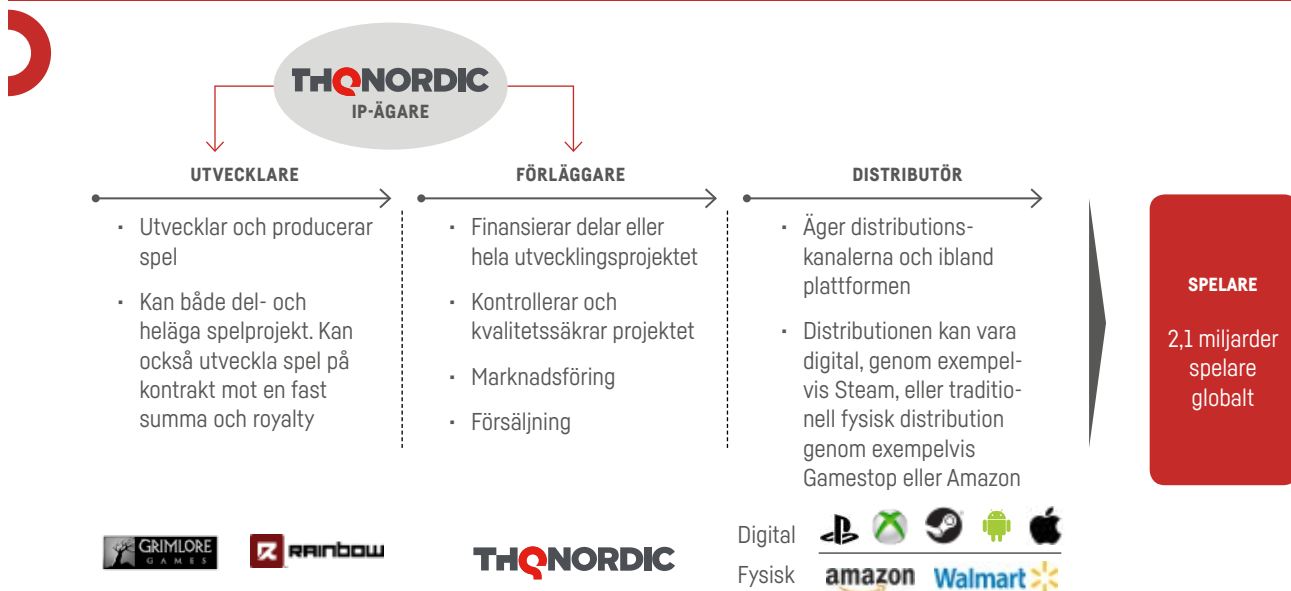 THQNORDIC
IP-ÄGARE
UTVECKLARE
· Utvecklar och producerar
spel
· Kan både del- och
heläga spelprojekt. Kan
också utveckla spel på
kontrakt mot en fast
summa och royalty
GRIMLORE
GAMES
RAINBOW
FÖRLÄGGARE
· Finansierar delar eller
hela utvecklingsprojektet
· Kontrollerar och
kvalitetssäkrar projektet
· Marknadsföring
· Försäljning
THQNORDIC
DISTRIBUTÖR
· Äger distributions-
kanalerna och ibland
plattformen
· Distributionen kan vara
digital, genom exempel-
vis Steam, eller traditio-
nell fysisk distribution
genom exempelvis
Gamestop eller Amazon
Digital
Fysisk amazon Walmart
SPELARE
2,1 miljarder
spelare
globalt